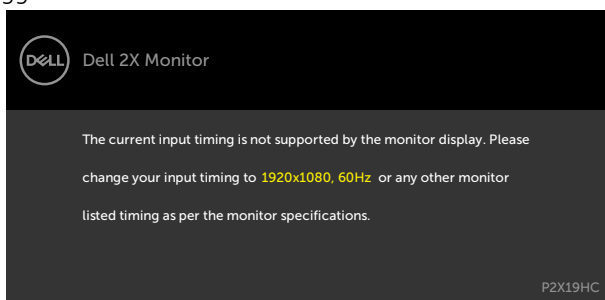 DELL
Dell 2X Monitor
The current input timing is not supported by the monitor display. Please
change your input timing to 1920x1080, 60Hz or any other monitor
listed timing as per the monitor specifications.
P2X19HC